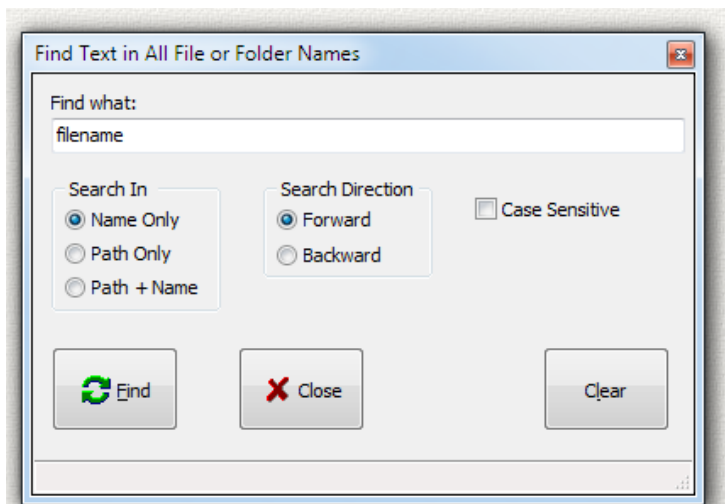 Find Text in All File or Folder Names
Find what:
filename
Search In
Name Only
Path Only
Path + Name
Search Direction
Forward
Backward
Case Sensitive
Find
Close
Clear